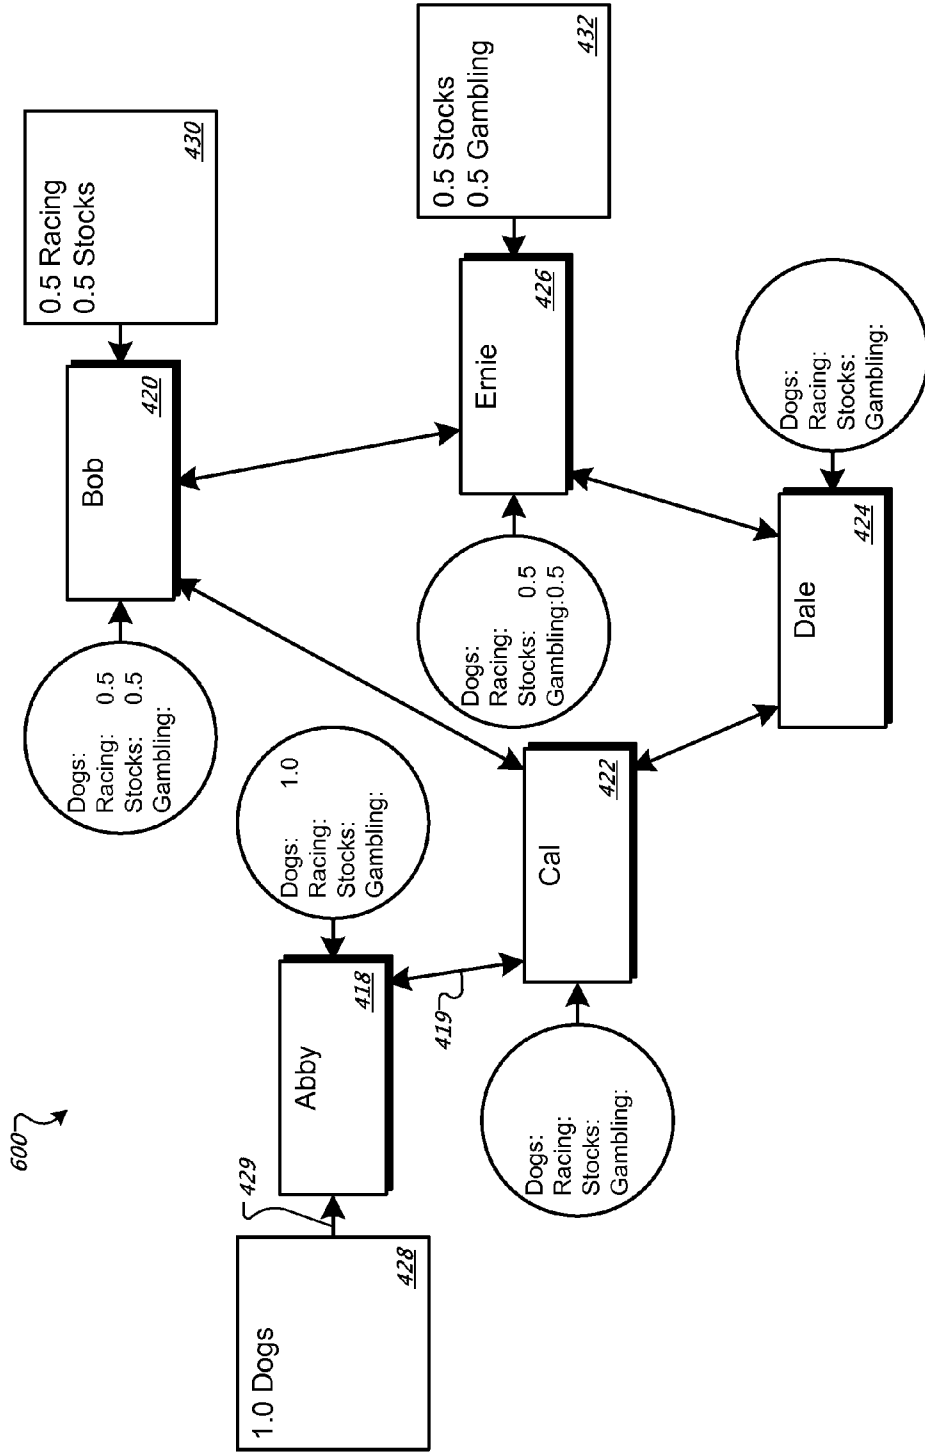 600
1.0 Dogs
428
429
Abby
418
Dogs: 1.0
Racing:
Stocks:
Gambling:
419
Dogs:
Racing: 0.5
Stocks: 0.5
Gambling:
Bob
420
0.5 Racing
0.5 Stocks
430
Dogs:
Racing:
Stocks:
Gambling:
Cal
422
Dogs:
Racing:
Stocks: 0.5
Gambling:0.5
Ernie
426
0.5 Stocks
0.5 Gambling
432
Dale
424
Dogs:
Racing:
Stocks:
Gambling: